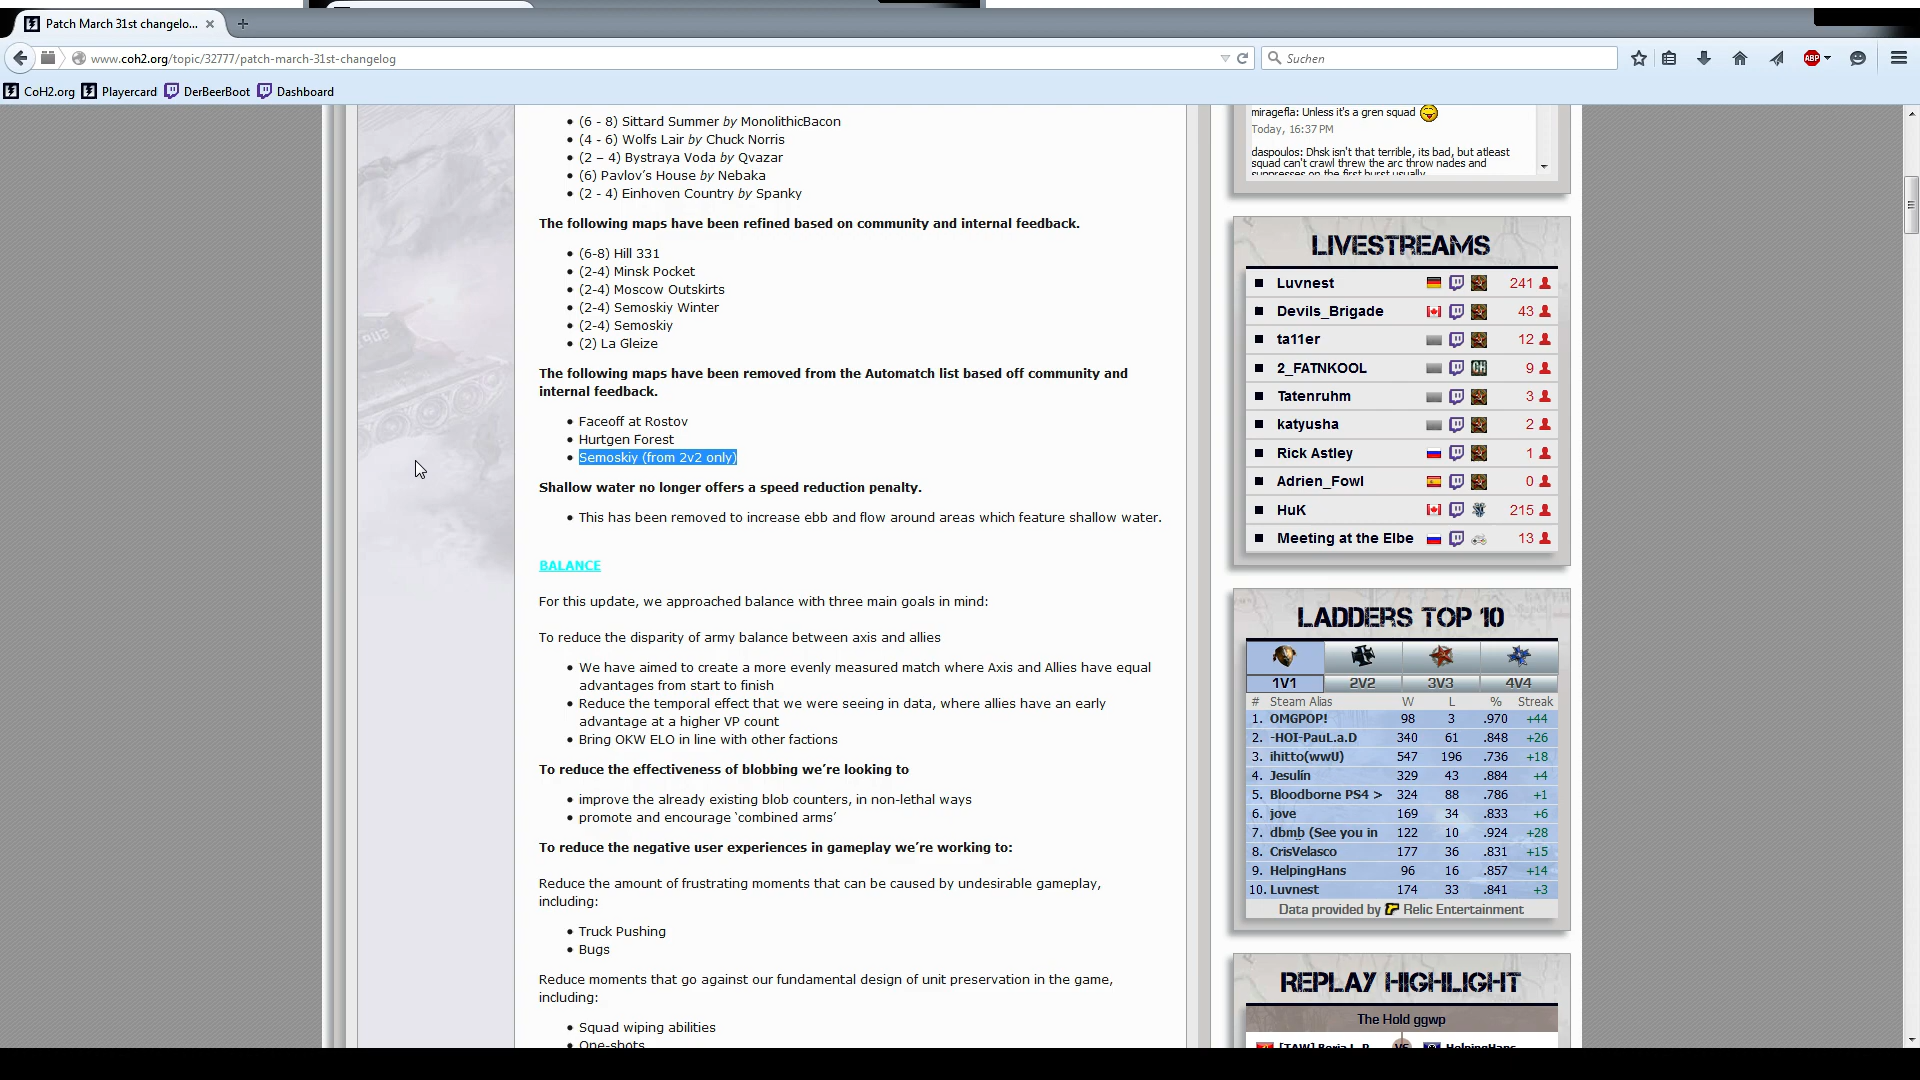 Patch March 31st changelo...
www.coh2.org/topic/32777/patch-march-31st-changelog
Suchen
ABP
CoH2.org
Playercard
DerBeerBoot
Dashboard
(6 - 8) Sittard Summer by MonolithicBacon
(4 - 6) Wolfs Lair by Chuck Norris
(2 – 4) Bystraya Voda by Qvazar
(6) Pavlov's House by Nebaka
(2 - 4) Einhoven Country by Spanky
The following maps have been refined based on community and internal feedback.
(6-8) Hill 331
(2-4) Minsk Pocket
(2-4) Moscow Outskirts
(2-4) Semoskiy Winter
(2-4) Semoskiy
(2) La Gleize
The following maps have been removed from the Automatch list based off community and
internal feedback.
Faceoff at Rostov
Hurtgen Forest
Semoskiy (from 2v2 only)
Shallow water no longer offers a speed reduction penalty.
This has been removed to increase ebb and flow around areas which feature shallow water.
BALANCE
For this update, we approached balance with three main goals in mind:
To reduce the disparity of army balance between axis and allies
We have aimed to create a more evenly measured match where Axis and Allies have equal
advantages from start to finish
Reduce the temporal effect that we were seeing in data, where allies have an early
advantage at a higher VP count
Bring OKW ELO in line with other factions
To reduce the effectiveness of blobbing we're looking to
improve the already existing blob counters, in non-lethal ways
promote and encourage 'combined arms'
To reduce the negative user experiences in gameplay we're working to:
Reduce the amount of frustrating moments that can be caused by undesirable gameplay,
including:
Truck Pushing
Bugs
Reduce moments that go against our fundamental design of unit preservation in the game,
including:
Squad wiping abilities
One-shots
miragefla: Unless it's a gren squad
Today, 16:37 PM
daspoulos: Dhsk isn't that terrible, its bad, but atleast
squad can't crawl threw the arc throw nades and
suppresses on the first burst usually
LIVESTREAMS
Luvnest 241
Devils_Brigade 43
ta11er 12
2_FATNKOOL 9
Tatenruhm 3
katyusha 2
Rick Astley 1
Adrien_Fowl 0
HuK 215
Meeting at the Elbe 13
LADDERS TOP 10
1V1 2V2 3V3 4V4
# Steam Alias W L % Streak
1. OMGPOP! 98 3 .970 +44
2. -HOI-PauL.a.D 340 61 .848 +26
3. ihitto(wwU) 547 196 .736 +18
4. Jesulín 329 43 .884 +4
5. Bloodborne PS4 > 324 88 .786 +1
6. jove 169 34 .833 +6
7. dbmb (See you in 122 10 .924 +28
8. CrisVelasco 177 36 .831 +15
9. HelpingHans 96 16 .857 +14
10. Luvnest 174 33 .841 +3
Data provided by Relic Entertainment
REPLAY HIGHLIGHT
The Hold ggwp
VS HelpingHans